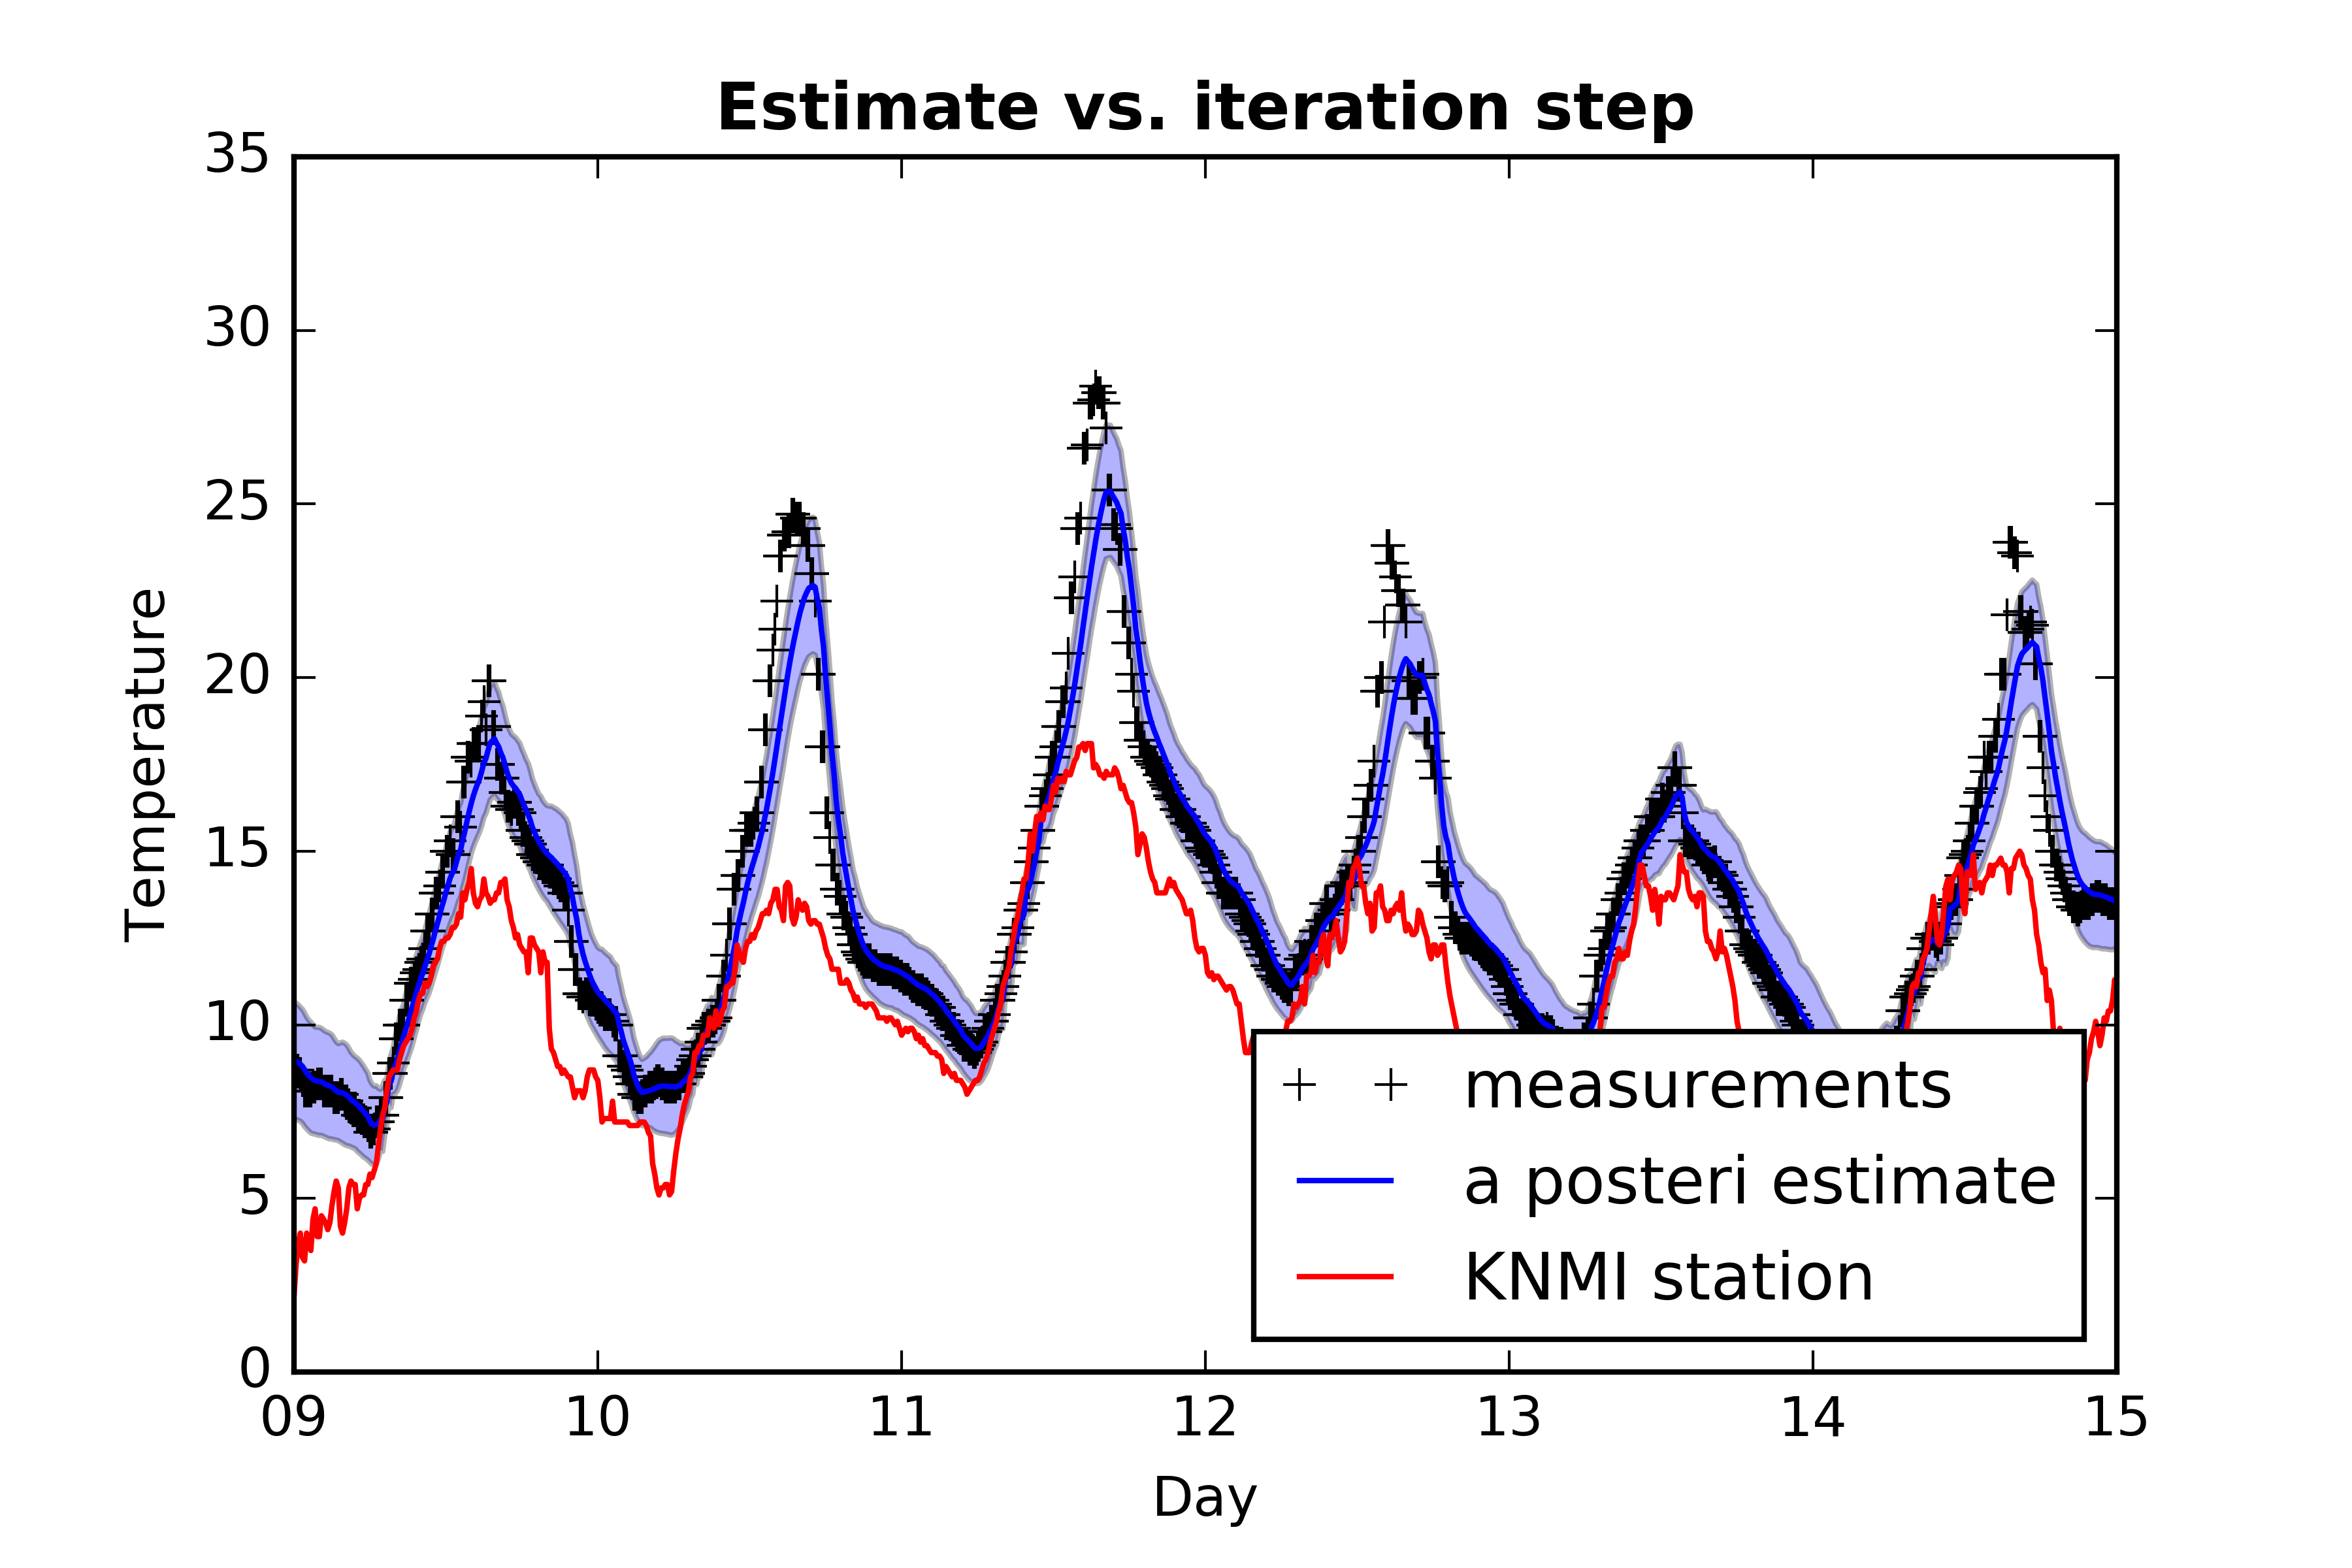 Estimate vs. iteration step
35
30
25
20
15
10
5
0
Temperature
09 10 11 12 13 14 15
Day
measurements
a posteri estimate
KNMI station